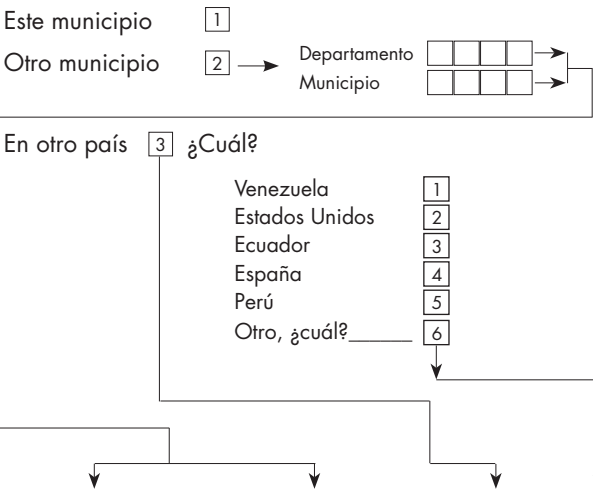 Este municipio 1
Otro municipio 2 Departamento
Municipio
En otro país 3 ¿Cuál?
Venezuela 1
Estados Unidos 2
Ecuador 3
España 4
Perú 5
Otro, ¿cuál?______ 6